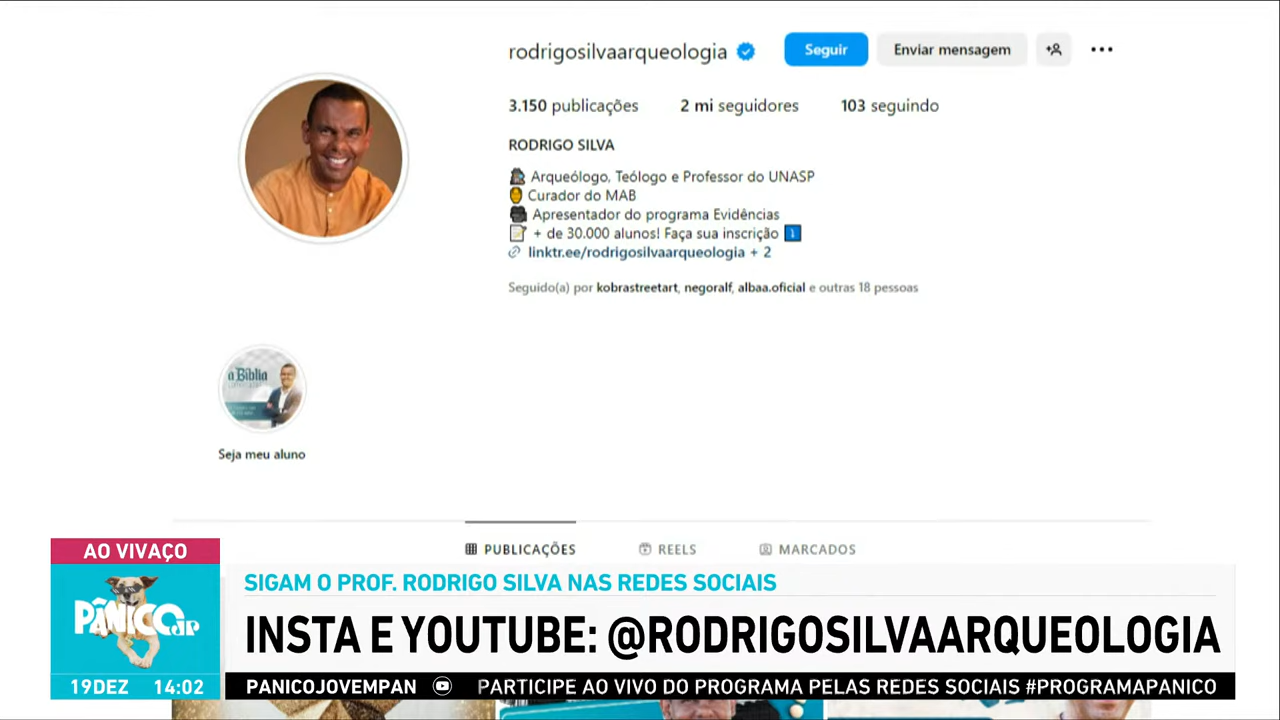 rodrigosilvaarqueologia
Seguir
Enviar mensagem
3.150 publicações
2 mi seguidores
103 seguindo
RODRIGO SILVA
Arqueólogo, Teólogo e Professor do UNASP
Curador do MAB
Apresentador do programa Evidências
+ de 30.000 alunos! Faça sua inscrição
linktr.ee/rodrigosilvaarqueologia + 2
Seguido(a) por kobrastreetart, negoralf, albaa.oficial e outras 18 pessoas
a Bíblia
Seja meu aluno
PUBLICAÇÕES
REELS
MARCADOS
AO VIVAÇO
PÂNICO JP
19DEZ 14:02
SIGAM O PROF. RODRIGO SILVA NAS REDES SOCIAIS
INSTA E YOUTUBE: @RODRIGOSILVAARQUEOLOGIA
PANICOJOVEMPAN
PARTICIPE AO VIVO DO PROGRAMA PELAS REDES SOCIAIS #PROGRAMAPANICO